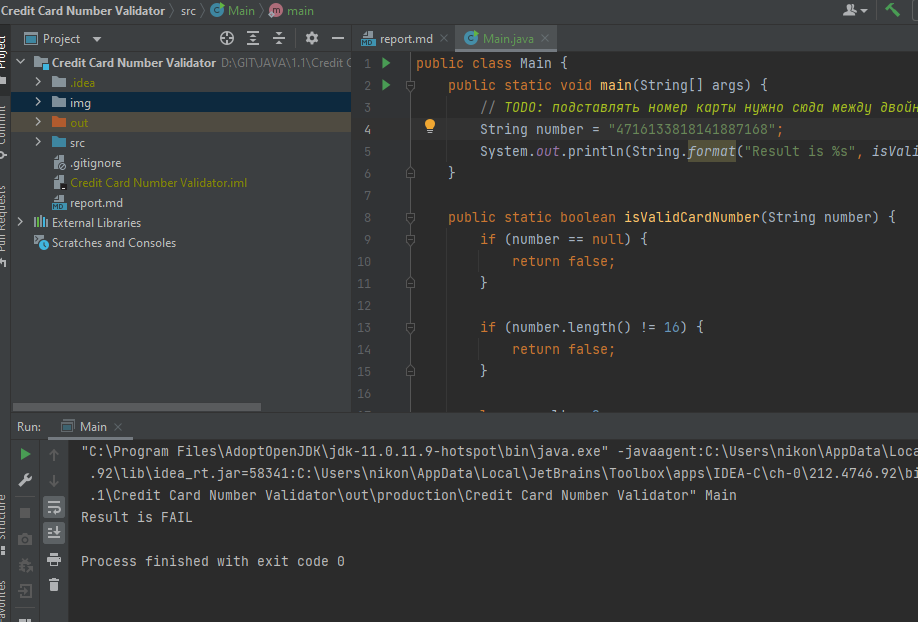 Credit Card Number Validator src Main main
Project
Project
report.md
Main.java
Credit Card Number Validator D:\GIT\JAVA\1.1\Credit C
.idea
img
out
src
.gitignore
Credit Card Number Validator.iml
report.md
External Libraries
Scratches and Consoles
Commit
Pull Requests
1 public class Main {
2 public static void main(String[] args) {
3 // TODO: подставлять номер карты нужно сюда между двойн
4 String number = "4716133818141887168";
5 System.out.println(String.format("Result is %s", isVali
6 }
7
8 public static boolean isValidCardNumber(String number) {
9 if (number == null) {
10 return false;
11 }
12
13 if (number.length() != 16) {
14 return false;
15 }
16
Run: Main
"C:\Program Files\AdoptOpenJDK\jdk-11.0.11.9-hotspot\bin\java.exe" -javaagent:C:\Users\nikon\AppData\Loca
.92\lib\idea_rt.jar=58341:C:\Users\nikon\AppData\Local\JetBrains\Toolbox\apps\IDEA-C\ch-0\212.4746.92\bi
.1\Credit Card Number Validator\out\production\Credit Card Number Validator" Main
Result is FAIL
Process finished with exit code 0
Structure
avorites